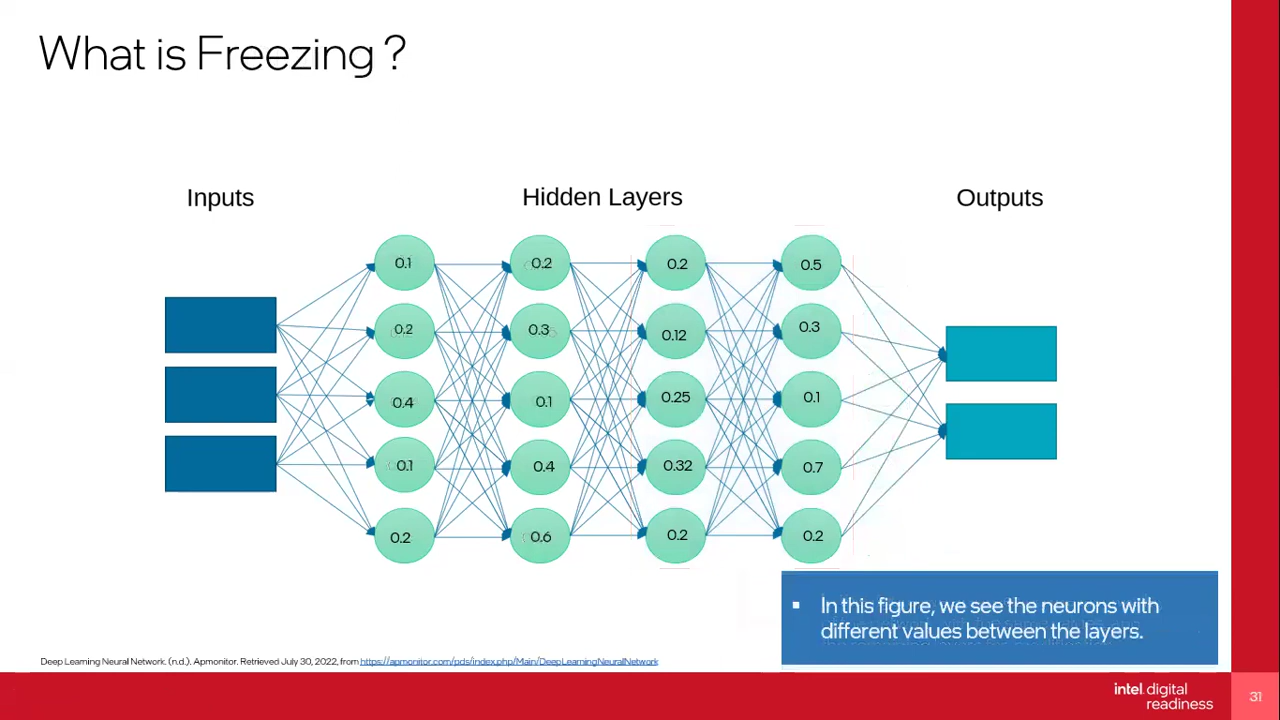 What is Freezing ?
Inputs
Hidden Layers
Outputs
0.1 0.2 0.2 0.5
0.2 0.3 0.12 0.3
0.4 0.1 0.25 0.1
0.1 0.4 0.32 0.7
0.2 0.6 0.2 0.2
▪ In this figure, we see the neurons with
different values between the layers.
Deep Learning Neural Network. (n.d.). Apmonitor. Retrieved July 30, 2022, from https://apmonitor.com/pds/index.php/Main/DeepLearningNeuralNetwork
intel. digital
readiness
31